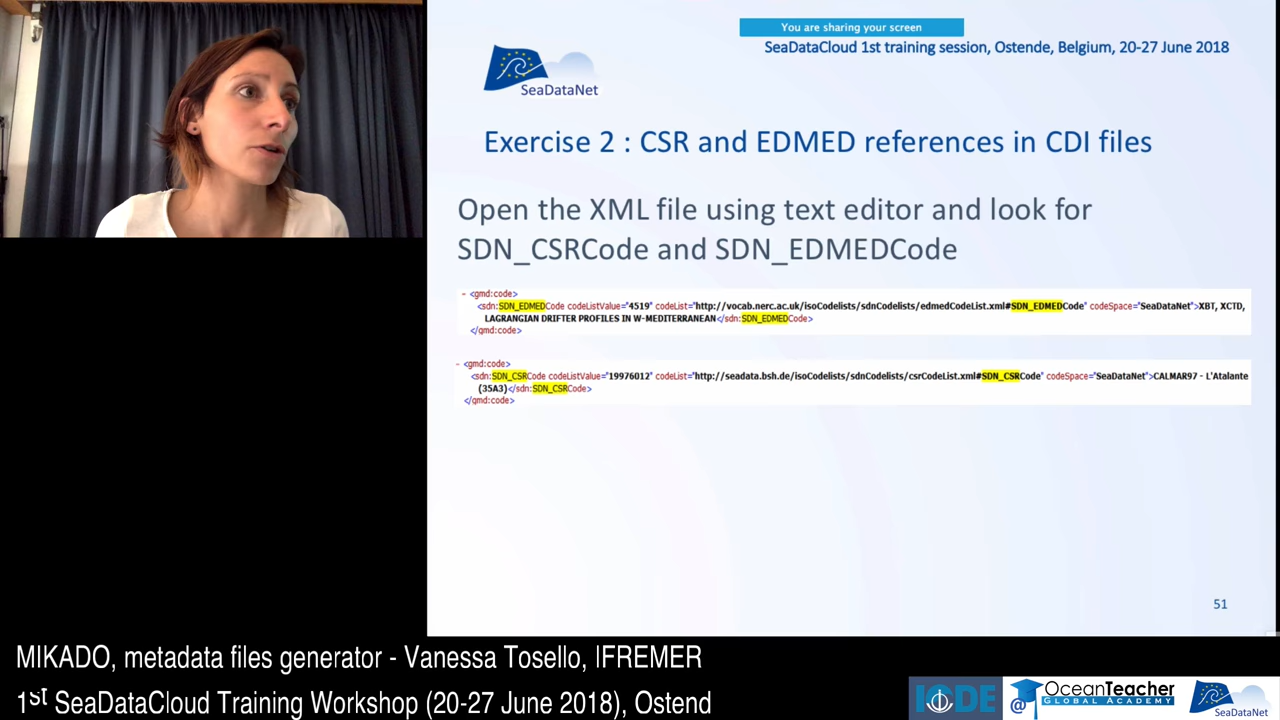 You are sharing your screen
SeaDataCloud 1st training session, Ostende, Belgium, 20-27 June 2018
SeaDataNet
Exercise 2 : CSR and EDMED references in CDI files
Open the XML file using text editor and look for
SDN_CSRCode and SDN_EDMEDCode
- <gmd:code>
<sdn:SDN_EDMEDCode codeListValue="4519" codeList="http://vocab.nerc.ac.uk/isoCodelists/sdnCodelists/edmedCodeList.xml#SDN_EDMEDCode" codeSpace="SeaDataNet">XBT, XCTD,
LAGRANGIAN DRIFTER PROFILES IN W-MEDITERRANEAN</sdn:SDN_EDMEDCode>
</gmd:code>
- <gmd:code>
<sdn:SDN_CSRCode codeListValue="19976012" codeList="http://seadata.bsh.de/isoCodelists/sdnCodelists/csrCodeList.xml#SDN_CSRCode" codeSpace="SeaDataNet">CALMAR97 - L'Atalante
(35A3)</sdn:SDN_CSRCode>
</gmd:code>
51
MIKADO, metadata files generator - Vanessa Tosello, IFREMER
1st SeaDataCloud Training Workshop (20-27 June 2018), Ostend
IODE
@ OceanTeacher
GLOBAL ACADEMY
SeaDataNet